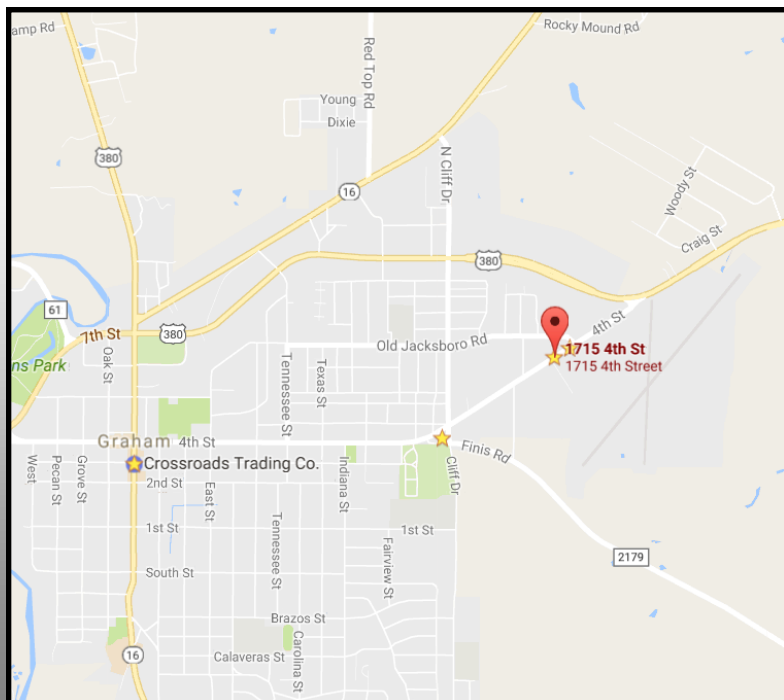 amp Rd
Rocky Mound Rd
Red Top Rd
Young
Dixie
380
N Cliff Dr
16
Woody St
Craig St
380
61
7th St
380
4th St
Old Jacksboro Rd
1715 4th St
1715 4th Street
Oak St
ns Park
Tennessee St
Texas St
Graham
4th St
Finis Rd
Crossroads Trading Co.
West
Pecan St
Grove St
2nd St
East St
Indiana St
Cliff Dr
1st St
Tennessee St
1st St
Fairview St
2179
South St
Brazos St
Carolina St
16
Calaveras St